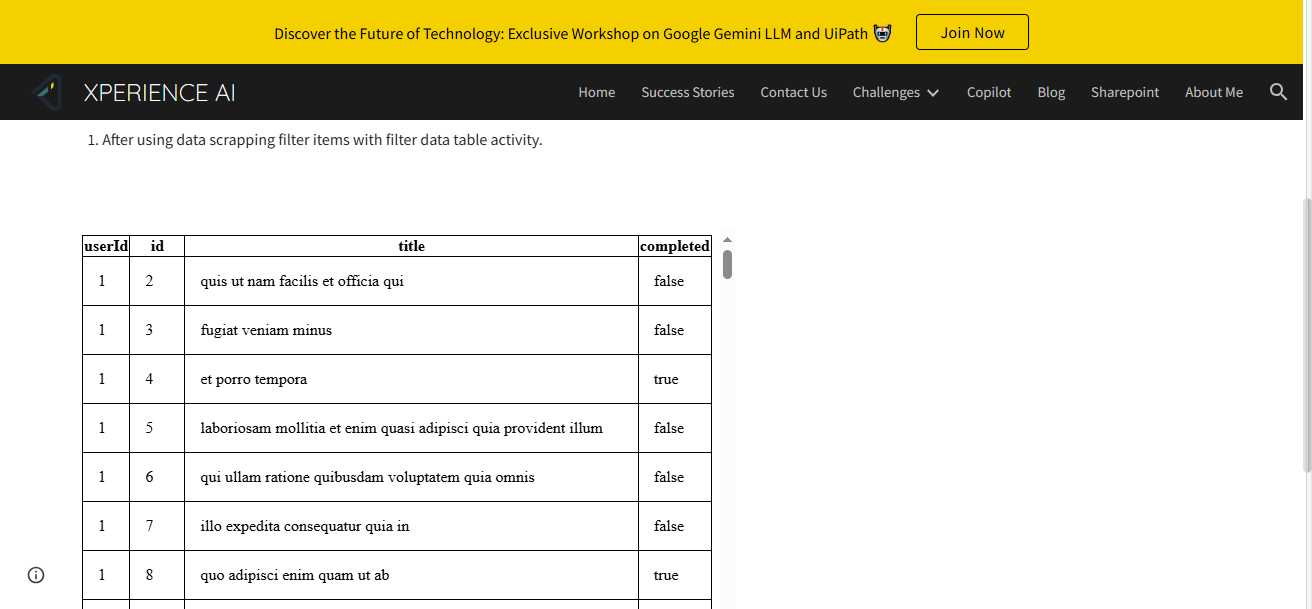 Discover the Future of Technology: Exclusive Workshop on Google Gemini LLM and UiPath
Join Now
XPERIENCE AI
Home Success Stories Contact Us Challenges Copilot Blog Sharepoint About Me
1. After using data scrapping filter items with filter data table activity.
userId id title completed
1 2 quis ut nam facilis et officia qui false
1 3 fugiat veniam minus false
1 4 et porro tempora true
1 5 laboriosam mollitia et enim quasi adipisci quia provident illum false
1 6 qui ullam ratione quibusdam voluptatem quia omnis false
1 7 illo expedita consequatur quia in false
1 8 quo adipisci enim quam ut ab true